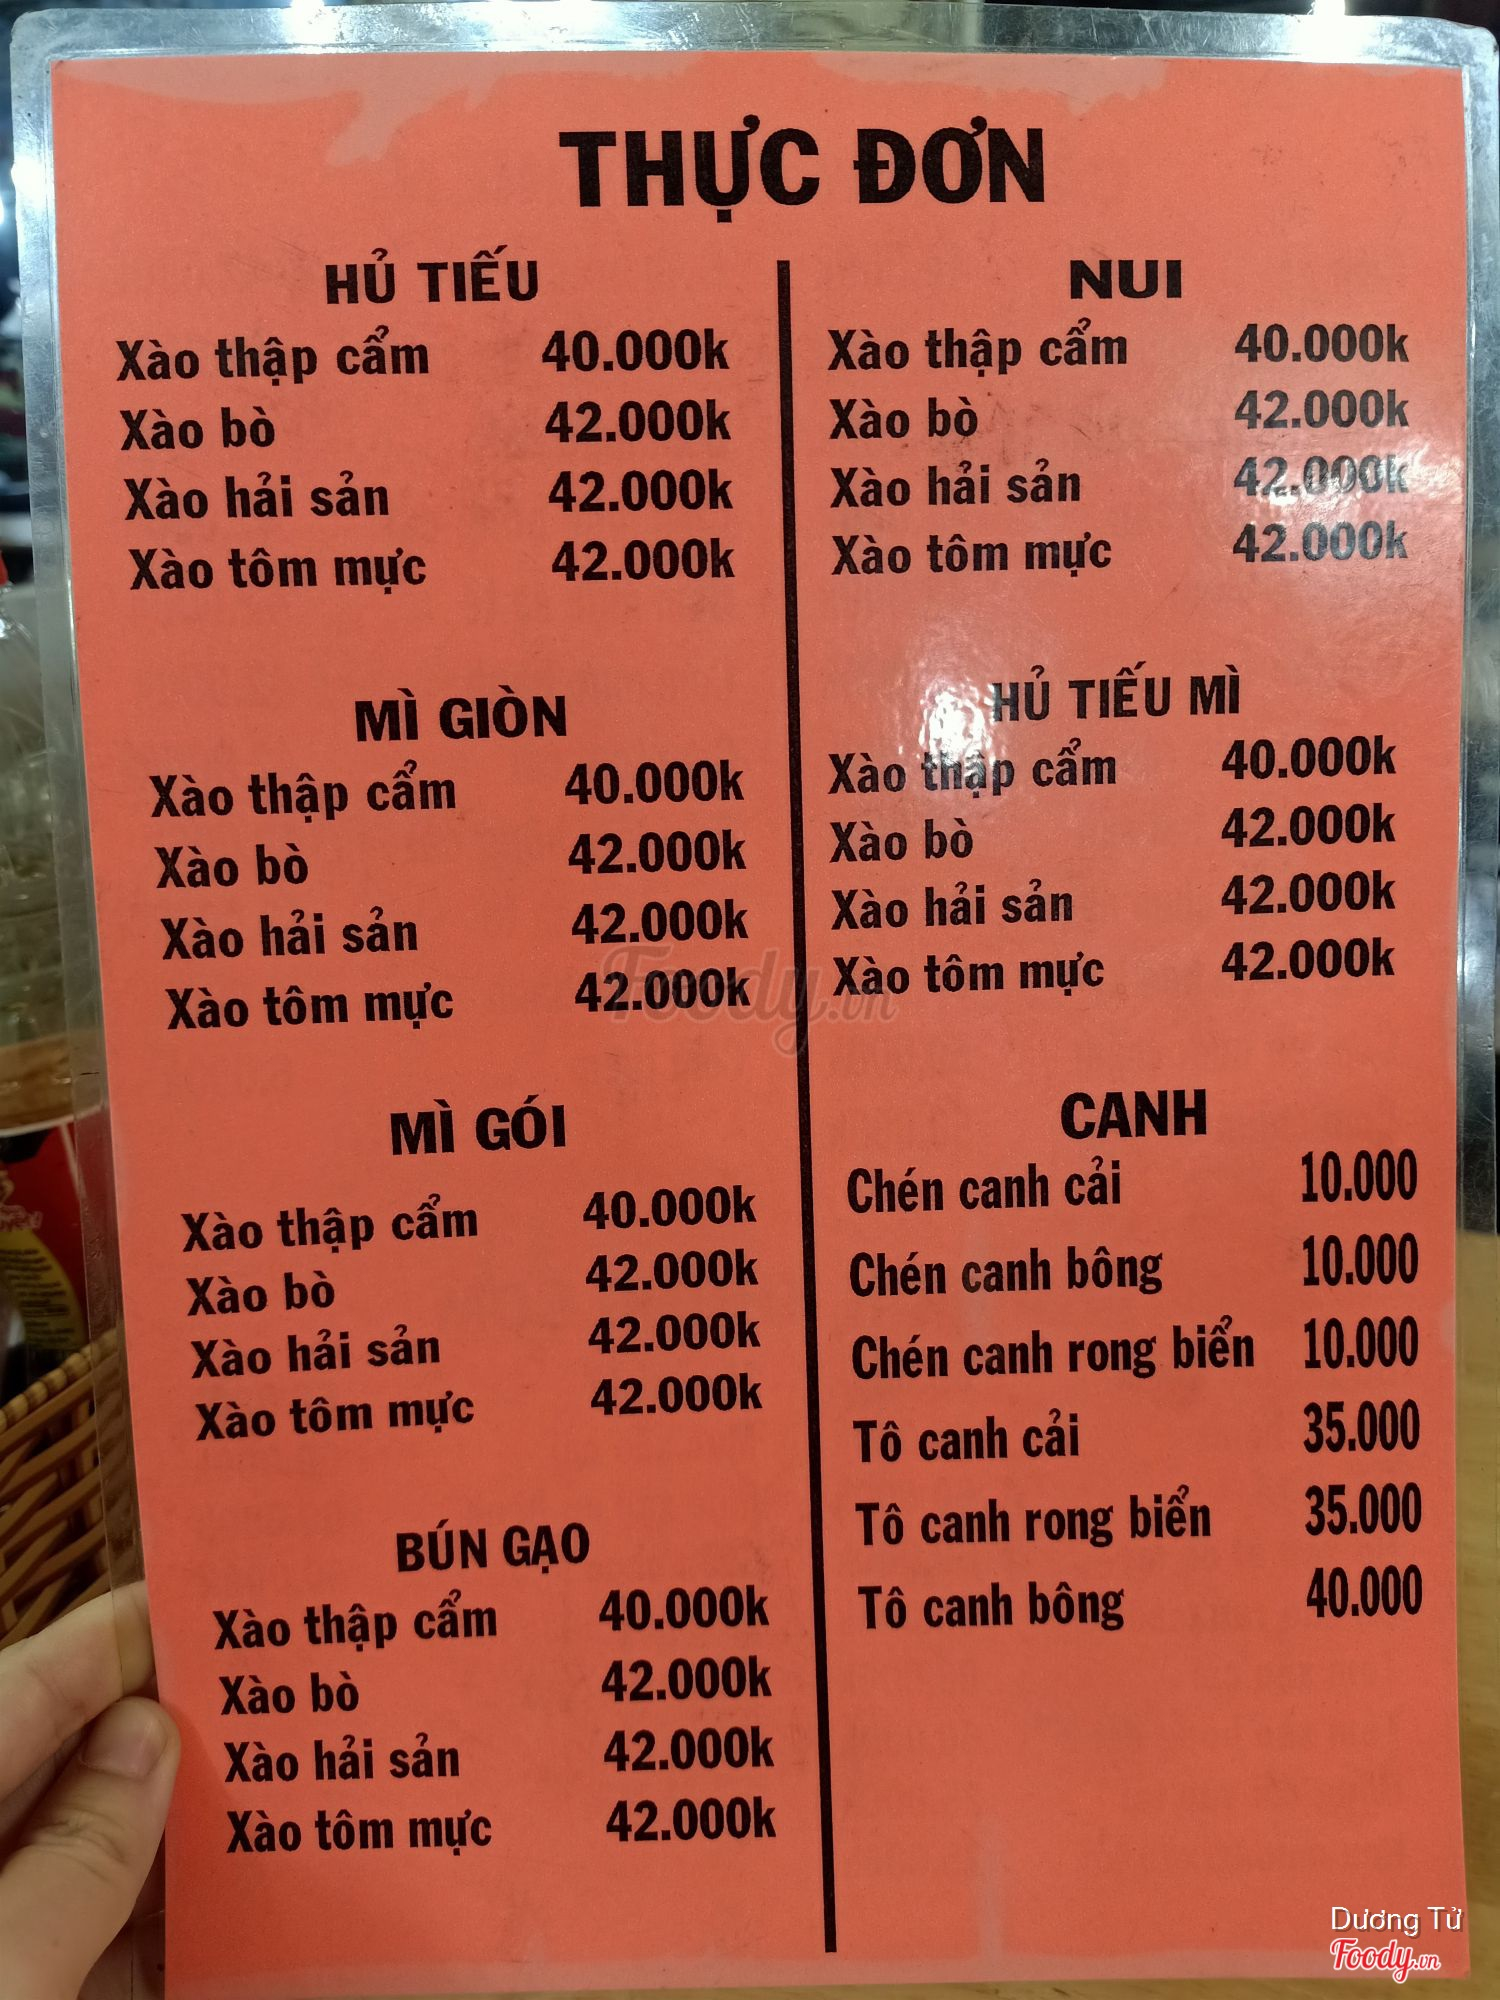 THỰC ĐƠN
HỦ TIẾU
Xào thập cẩm 40.000k
Xào bò 42.000k
Xào hải sản 42.000k
Xào tôm mực 42.000k
MÌ GIÒN
Xào thập cẩm 40.000k
Xào bò 42.000k
Xào hải sản 42.000k
Xào tôm mực 42.000k
MÌ GÓI
Xào thập cẩm 40.000k
Xào bò 42.000k
Xào hải sản 42.000k
Xào tôm mực 42.000k
BÚN GẠO
Xào thập cẩm 40.000k
Xào bò 42.000k
Xào hải sản 42.000k
Xào tôm mực 42.000k
NUI
Xào thập cẩm 40.000k
Xào bò 42.000k
Xào hải sản 42.000k
Xào tôm mực 42.000k
HỦ TIẾU MÌ
Xào thập cẩm 40.000k
Xào bò 42.000k
Xào hải sản 42.000k
Xào tôm mực 42.000k
CANH
Chén canh cải 10.000
Chén canh bông 10.000
Chén canh rong biển 10.000
Tô canh cải 35.000
Tô canh rong biển 35.000
Tô canh bông 40.000
Foody.vn
Dương Tử
Foody.vn